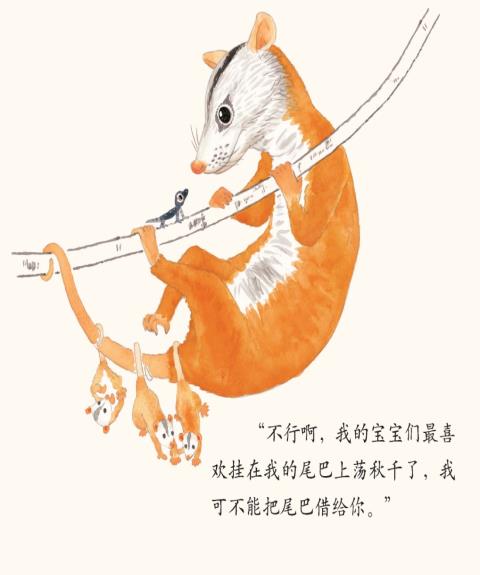 “不行啊，我的宝宝们最喜
欢挂在我的尾巴上荡秋千了，我
可不能把尾巴借给你。”